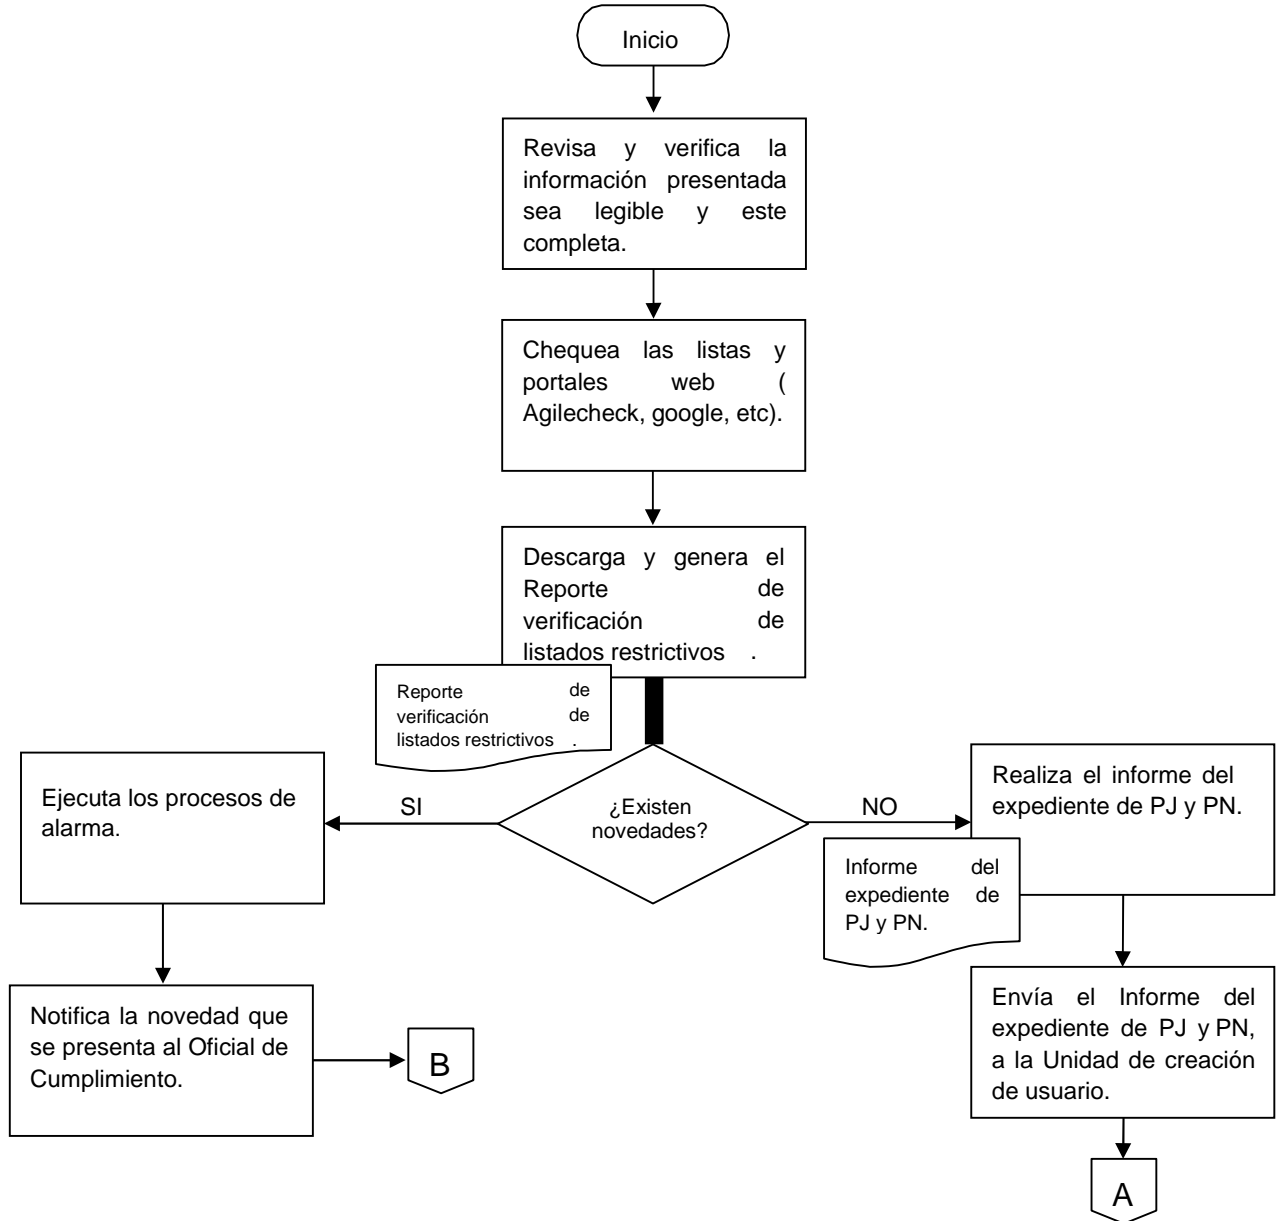 Inicio
Revisa y verifica la
información presentada
sea legible y este
completa.
Chequea las listas y
portales web (
Agilecheck, google, etc).
Descarga y genera el
Reporte de
verificación de
listados restrictivos .
Reporte de
verificación de
listados restrictivos .
¿Existen
novedades?
SI
NO
Ejecuta los procesos de
alarma.
Notifica la novedad que
se presenta al Oficial de
Cumplimiento.
B
Realiza el informe del
expediente de PJ y PN.
Informe del
expediente de
PJ y PN.
Envía el Informe del
expediente de PJ y PN,
a la Unidad de creación
de usuario.
A